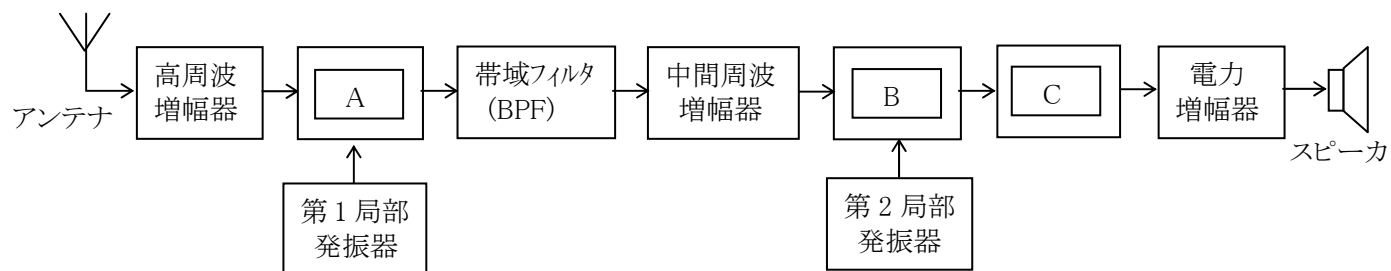 アンテナ
高周波
増幅器
A
第1局部
発振器
帯域フィルタ
(BPF)
中間周波
増幅器
B
第2局部
発振器
C
電力
増幅器
スピーカ